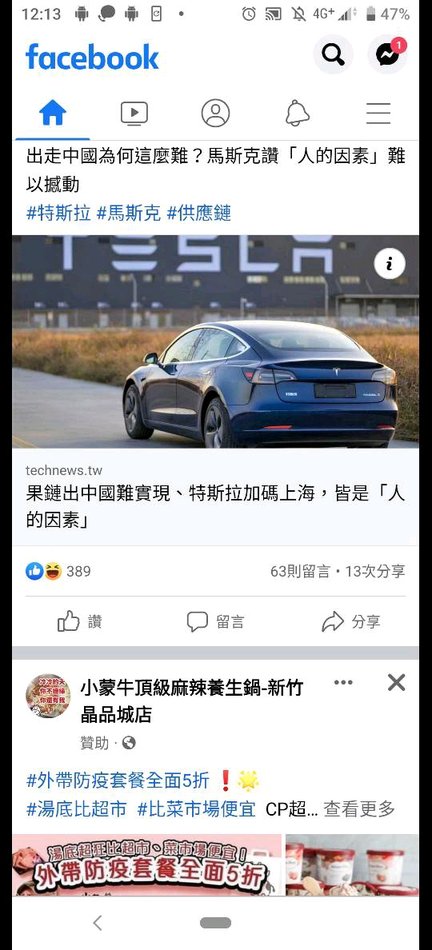 12:13
4G+
47%
facebook
1
出走中國為何這麼難？馬斯克讚「人的因素」難
以撼動
#特斯拉 #馬斯克 #供應鏈
TESLA
technews.tw
果鏈出中國難實現、特斯拉加碼上海，皆是「人
的因素」
389
63則留言・13次分享
讚
留言
分享
小蒙牛頂級麻辣養生鍋-新竹
晶品城店
贊助
#外帶防疫套餐全面5折 ❗🌟
#湯底比超市 #比菜市場便宜 CP超... 查看更多
湯底超狂比超市、菜市場便宜！
外帶防疫套餐全面5折